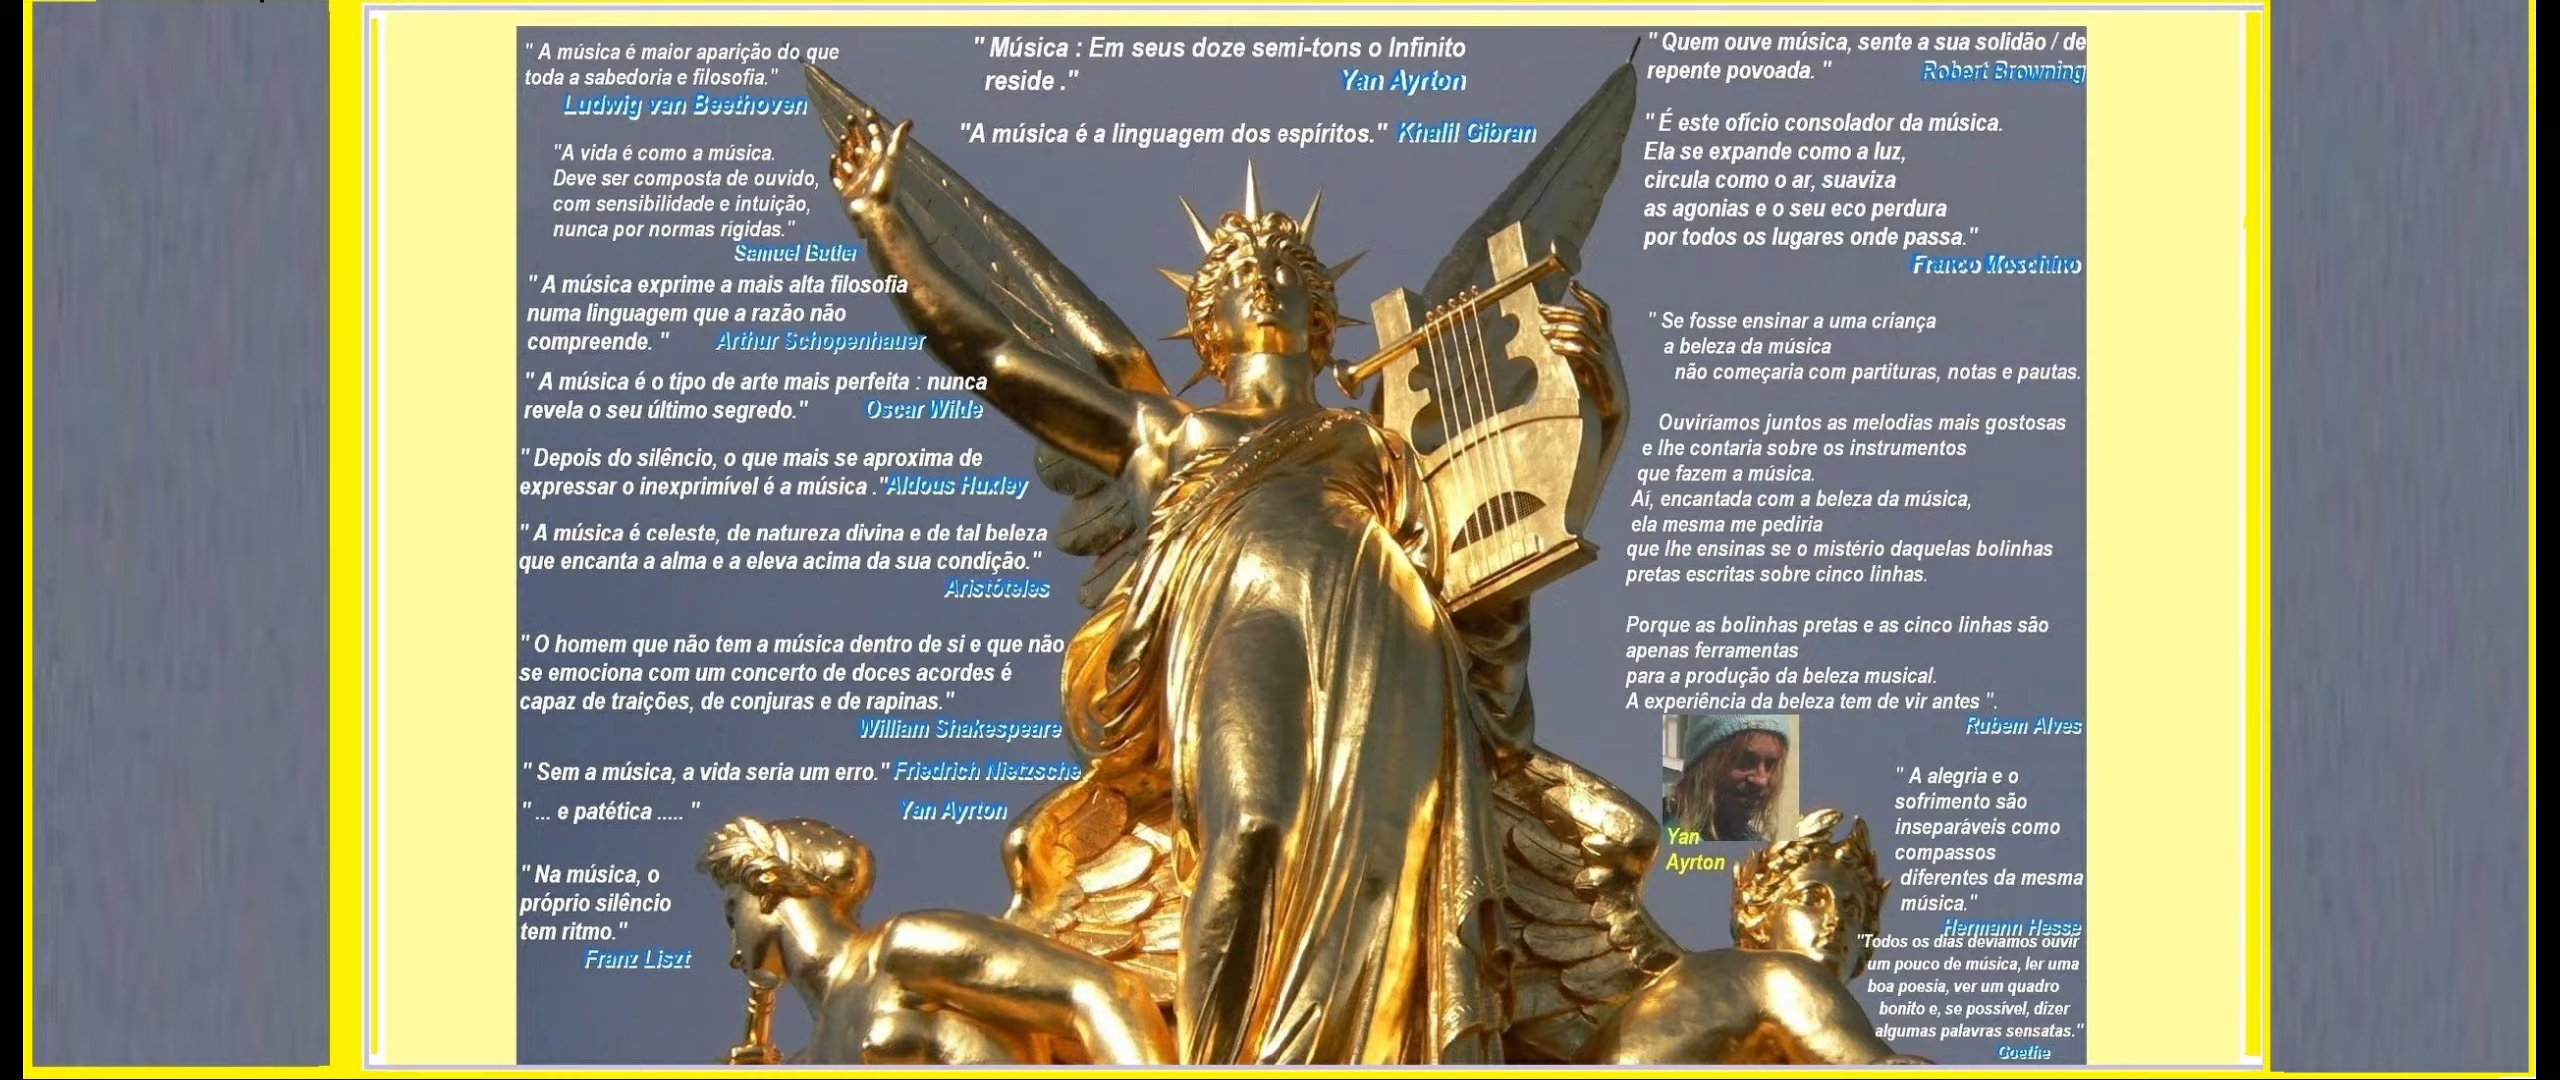 " A música é maior aparição do que
toda a sabedoria e filosofia."
Ludwig van Beethoven
"A vida é como a música.
Deve ser composta de ouvido,
com sensibilidade e intuição,
nunca por normas rígidas."
Samuel Butler
" A música exprime a mais alta filosofia
numa linguagem que a razão não
compreende. " Arthur Schopenhauer
" A música é o tipo de arte mais perfeita : nunca
revela o seu último segredo." Oscar Wilde
" Depois do silêncio, o que mais se aproxima de
expressar o inexprimível é a música ."Aldous Huxley
" A música é celeste, de natureza divina e de tal beleza
que encanta a alma e a eleva acima da sua condição."
Aristóteles
" O homem que não tem a música dentro de si e que não
se emociona com um concerto de doces acordes é
capaz de traições, de conjuras e de rapinas."
William Shakespeare
" Sem a música, a vida seria um erro." Friedrich Nietzsche
" ... e patética ..... " Yan Ayrton
" Na música, o
próprio silêncio
tem ritmo."
Franz Liszt
" Música : Em seus doze semi-tons o Infinito
reside ." Yan Ayrton
"A música é a linguagem dos espíritos." Khalil Gibran
" Quem ouve música, sente a sua solidão / de
repente povoada. " Robert Browning
" É este ofício consolador da música.
Ela se expande como a luz,
circula como o ar, suaviza
as agonias e o seu eco perdura
por todos os lugares onde passa."
Franco Moschino
" Se fosse ensinar a uma criança
a beleza da música
não começaria com partituras, notas e pautas.
Ouviríamos juntos as melodias mais gostosas
e lhe contaria sobre os instrumentos
que fazem a música.
Aí, encantada com a beleza da música,
ela mesma me pediria
que lhe ensinas se o mistério daquelas bolinhas
pretas escritas sobre cinco linhas.
Porque as bolinhas pretas e as cinco linhas são
apenas ferramentas
para a produção da beleza musical.
A experiência da beleza tem de vir antes ".
Rubem Alves
Yan
Ayrton
" A alegria e o
sofrimento são
inseparáveis como
compassos
diferentes da mesma
música."
Hermann Hesse
"Todos os dias devíamos ouvir
um pouco de música, ler uma
boa poesia, ver um quadro
bonito e, se possível, dizer
algumas palavras sensatas."
Goethe